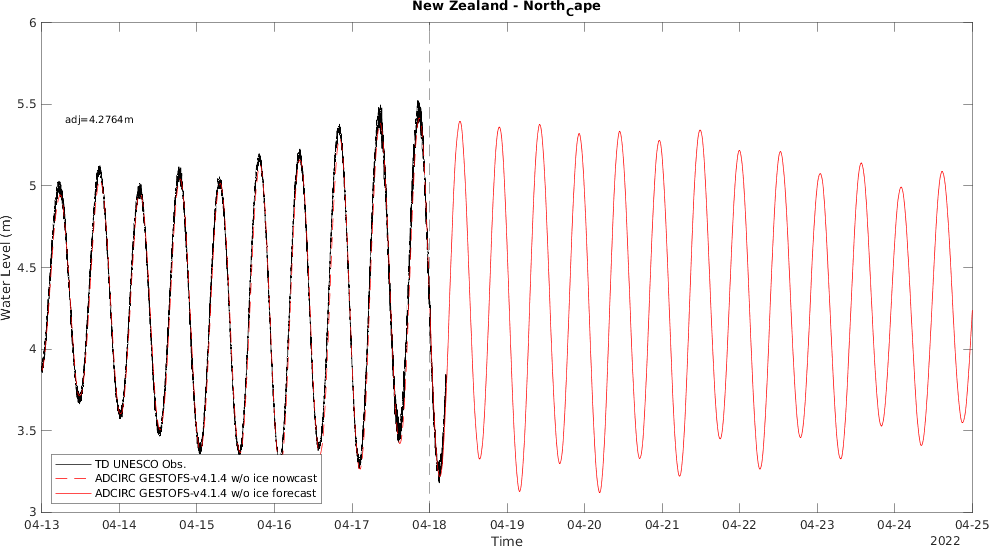 New Zealand - NorthCape
6
5.5
adj=4.2764m
5
4.5
Water Level (m)
4
3.5
TD UNESCO Obs.
ADCIRC GESTOFS-v4.1.4 w/o ice nowcast
ADCIRC GESTOFS-v4.1.4 w/o ice forecast
3
04-13 04-14 04-15 04-16 04-17 04-18 04-19 04-20 04-21 04-22 04-23 04-24 04-25
Time
2022